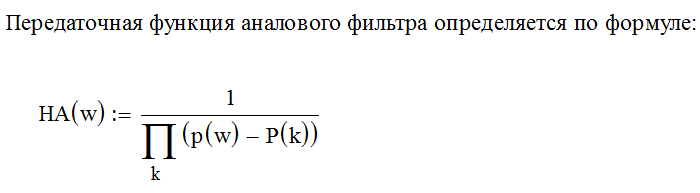 Передаточная функция аналового фильтра определяется по формуле:
HA(w) := 1 / ∏ k (p(w) − P(k))